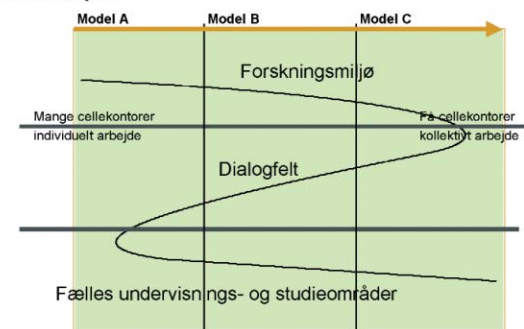 Model A
Model B
Model C
Forskningsmiljø
Mange cellekontorer
individuelt arbejde
Få cellekontorer
kollektivt arbejde
Dialogfelt
Fælles undervisnings- og studieområder